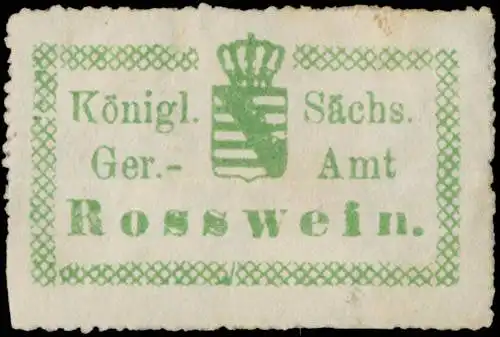 Königl. Sächs.
Ger.- Amt
Rosswein.